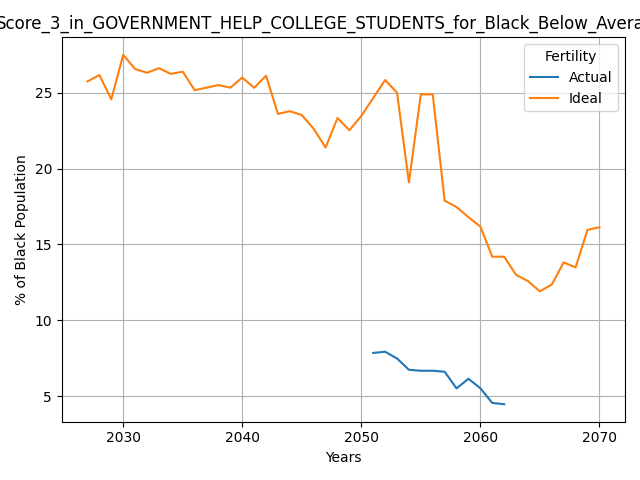 Score_3_in_GOVERNMENT_HELP_COLLEGE_STUDENTS_for_Black_Below_Avera
Fertility
Actual
Ideal
% of Black Population
25
20
15
10
5
2030 2040 2050 2060 2070
Years